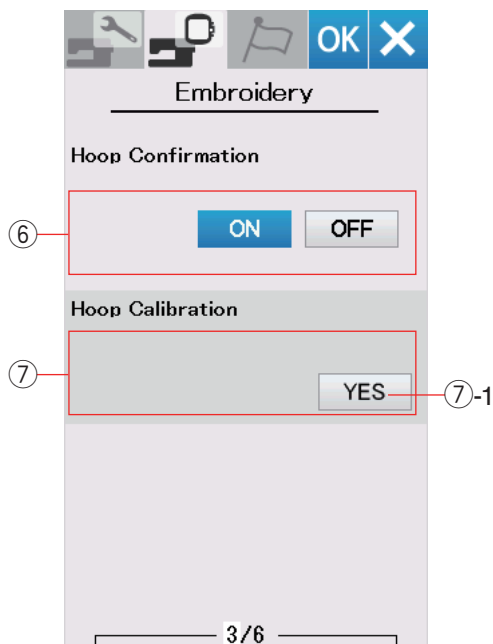 OK X
Embroidery
Hoop Confirmation
⑥ ON OFF
Hoop Calibration
⑦
YES ⑦-1
3/6